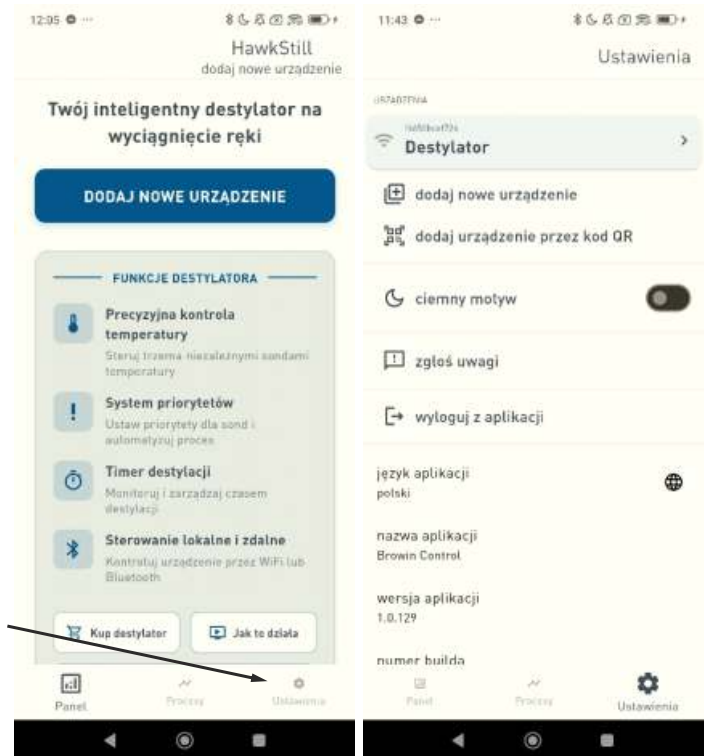 12:05
HawkStill
dodaj nowe urządzenie
Twój inteligentny destylator na
wyciągnięcie ręki
DODAJ NOWE URZĄDZENIE
FUNKCJE DESTYLATORA
Precyzyjna kontrola
temperatury
Steruj trzema niezależnymi sondami
temperatury
System priorytetów
Ustaw priorytety dla sond i
automatyzuj proces
Timer destylacji
Monitoruj i zarządzaj czasem
destylacji
Sterowanie lokalne i zdalne
Kontroluj urządzenie przez WiFi lub
Bluetooth
Kup destylator
Jak to działa
Panel
Procesy
Ustawienia
11:43
Ustawienia
URZĄDZENIA
Destylator
dodaj nowe urządzenie
dodaj urządzenie przez kod QR
ciemny motyw
zgłoś uwagi
wyloguj z aplikacji
język aplikacji
polski
nazwa aplikacji
Browin Control
wersja aplikacji
1.0.129
numer builda
Panel
Procesy
Ustawienia